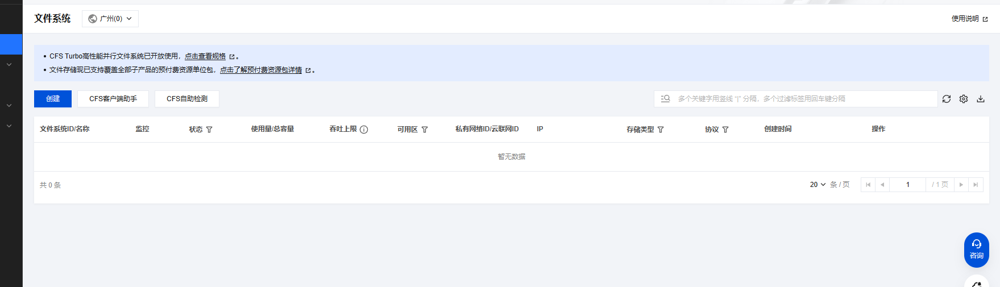 文件系统 广州(0) 使用说明
• CFS Turbo高性能并行文件系统已开放使用，点击查看规格 。
• 文件存储现已支持覆盖全部子产品的预付费资源单位包，点击了解预付费资源包详情 。
创建 CFS客户端助手 CFS自助检测 多个关键字用竖线 “|” 分隔，多个过滤标签用回车键分隔
文件系统ID/名称 监控 状态 使用量/总容量 吞吐上限 可用区 私有网络ID/云联网ID IP 存储类型 协议 创建时间 操作
暂无数据
共 0 条 20 条 / 页 1 / 1 页
咨询